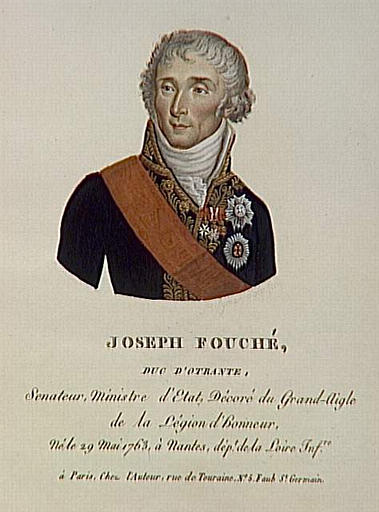 JOSEPH FOUCHÉ,
DUC D'OTRANTE,
Senateur, Ministre d'Etat, Décoré du Grand-Aigle
de la Légion d'Honneur,
Né le 29 Mai 1763, à Nantes, dép.t de la Loire Inf.re
à Paris, Chez l'Auteur, rue de Touraine, N.º 5. Faub. S.t Germain.